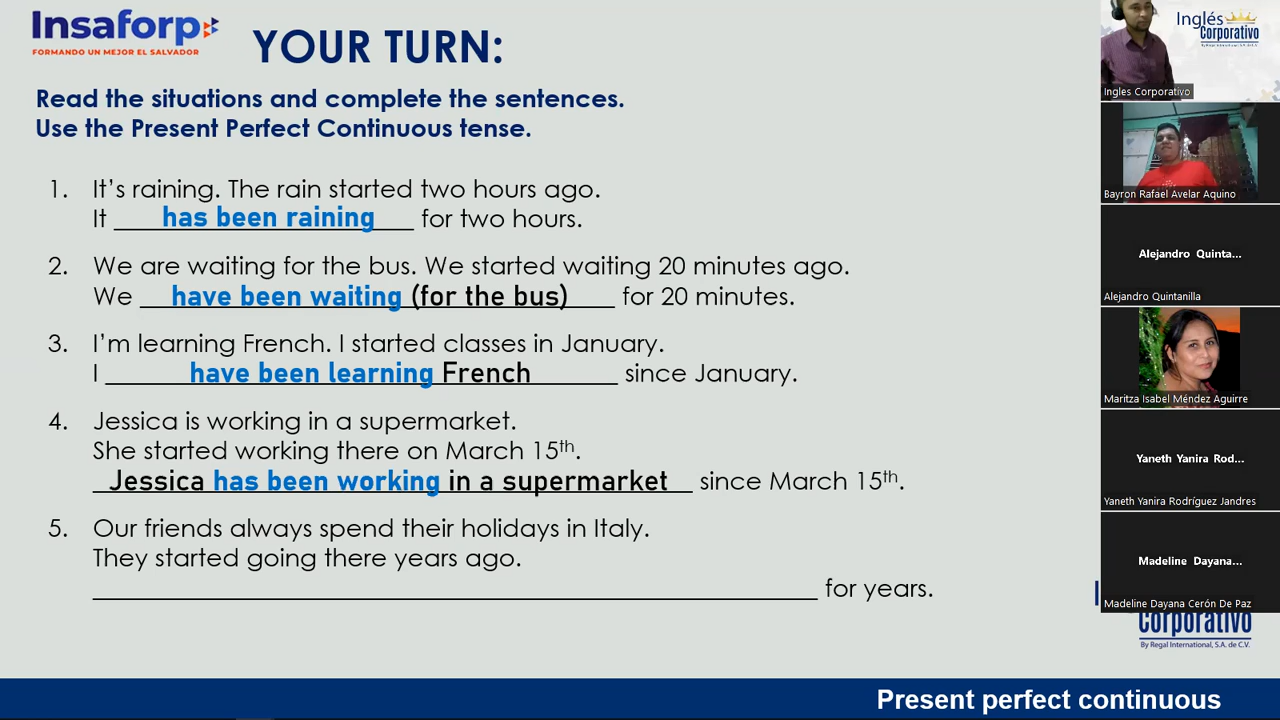 Insaforp
FORMANDO UN MEJOR EL SALVADOR
YOUR TURN:
Read the situations and complete the sentences.
Use the Present Perfect Continuous tense.
1. It's raining. The rain started two hours ago.
It has been raining for two hours.
2. We are waiting for the bus. We started waiting 20 minutes ago.
We have been waiting (for the bus) for 20 minutes.
3. I'm learning French. I started classes in January.
I have been learning French since January.
4. Jessica is working in a supermarket.
She started working there on March 15th.
Jessica has been working in a supermarket since March 15th.
5. Our friends always spend their holidays in Italy.
They started going there years ago.
for years.
Inglés
Corporativo
By Regal International, S.A. de C.V.
Ingles Corporativo
Bayron Rafael Avelar Aquino
Alejandro Quinta...
Alejandro Quintanilla
Maritza Isabel Méndez Aguirre
Yaneth Yanira Rod...
Yaneth Yanira Rodríguez Jandres
Madeline Dayana...
Madeline Dayana Cerón De Paz
Corporativo
By Regal International, S.A. de C.V.
Present perfect continuous